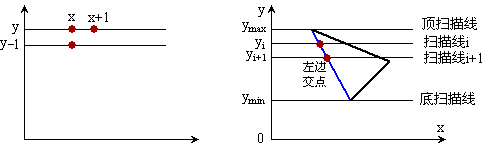 x x+1
y
y-1
y
ymax
yi
yi+1
ymin
0
x
左边
交点
顶扫描线
扫描线i
扫描线i+1
底扫描线